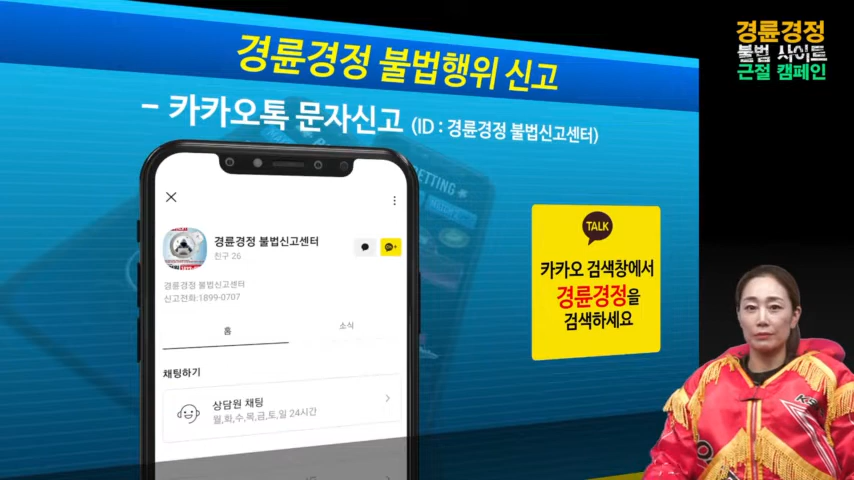 경륜경정
불법 사이트
근절 캠페인
경륜경정 불법행위 신고
- 카카오톡 문자신고 (ID : 경륜경정 불법신고센터)
경륜경정 불법신고센터
친구 26
경륜경정 불법신고센터
신고전화:1899-0707
홈
소식
채팅하기
상담원 채팅
월,화,수,목,금,토,일 24시간
TALK
카카오 검색창에서
경륜경정을
검색하세요